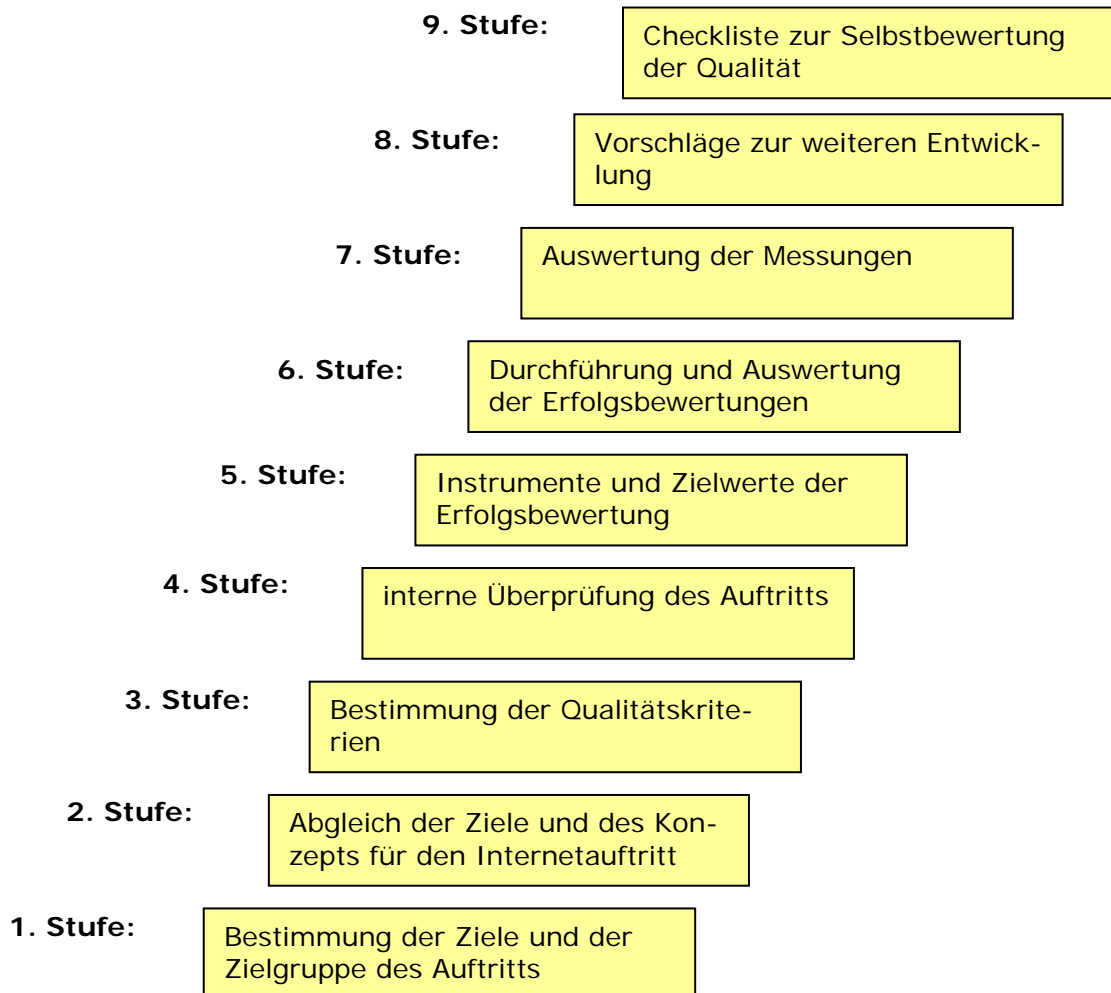 9. Stufe:
Checkliste zur Selbstbewertung
der Qualität
8. Stufe:
Vorschläge zur weiteren Entwick-
lung
7. Stufe:
Auswertung der Messungen
6. Stufe:
Durchführung und Auswertung
der Erfolgsbewertungen
5. Stufe:
Instrumente und Zielwerte der
Erfolgsbewertung
4. Stufe:
interne Überprüfung des Auftritts
3. Stufe:
Bestimmung der Qualitätskrite-
rien
2. Stufe:
Abgleich der Ziele und des Kon-
zepts für den Internetauftritt
1. Stufe:
Bestimmung der Ziele und der
Zielgruppe des Auftritts